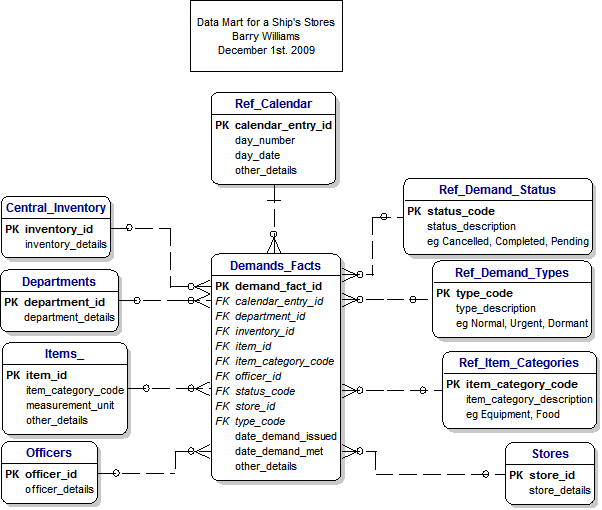 Data Mart for a Ship's Stores
Barry Williams
December 1st. 2009
Ref_Calendar
PK calendar_entry_id
day_number
day_date
other_details
Central_Inventory
PK inventory_id
inventory_details
Departments
PK department_id
department_details
Items_
PK item_id
item_category_code
measurement_unit
other_details
Officers
PK officer_id
officer_details
Demands_Facts
PK demand_fact_id
FK calendar_entry_id
FK department_id
FK inventory_id
FK item_id
FK item_category_code
FK officer_id
FK status_code
FK store_id
FK type_code
date_demand_issued
date_demand_met
other_details
Ref_Demand_Status
PK status_code
status_description
eg Cancelled, Completed, Pending
Ref_Demand_Types
PK type_code
type_description
eg Normal, Urgent, Dormant
Ref_Item_Categories
PK item_category_code
item_category_description
eg Equipment, Food
Stores
PK store_id
store_details